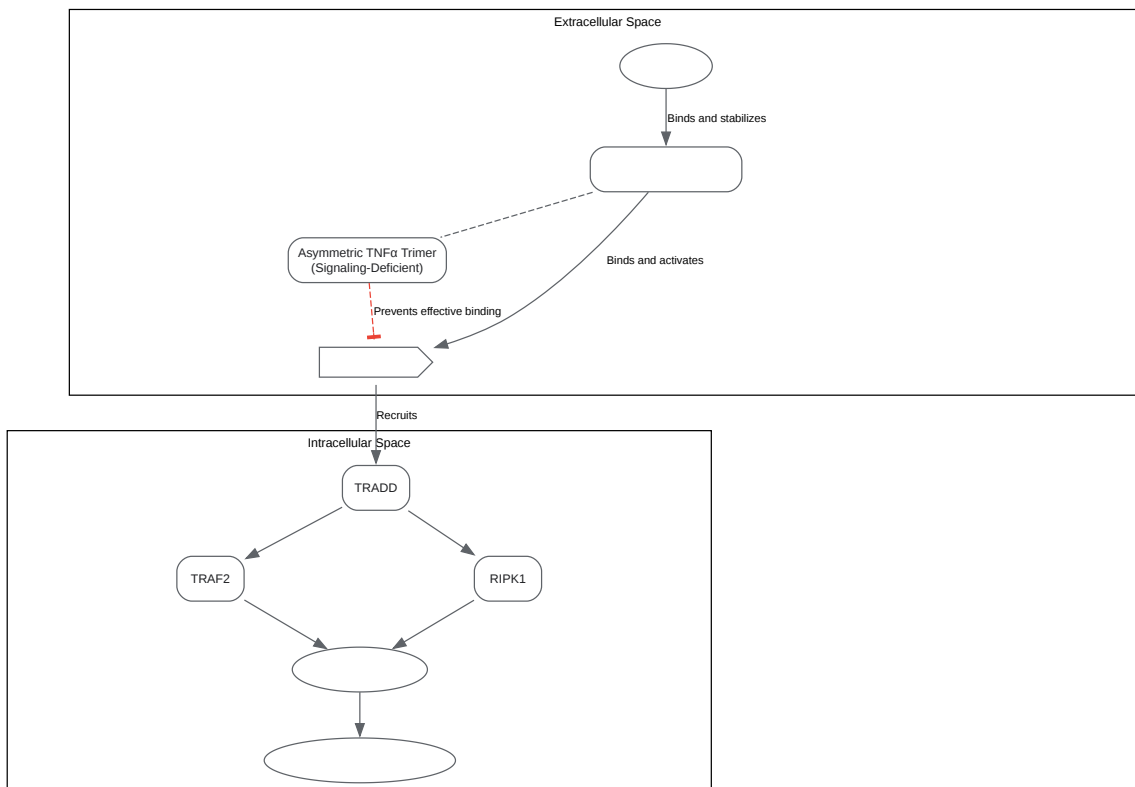 Extracellular Space
Binds and stabilizes
Asymmetric TNFα Trimer
(Signaling-Deficient)
Binds and activates
Prevents effective binding
Recruits
Intracellular Space
TRADD
TRAF2
RIPK1